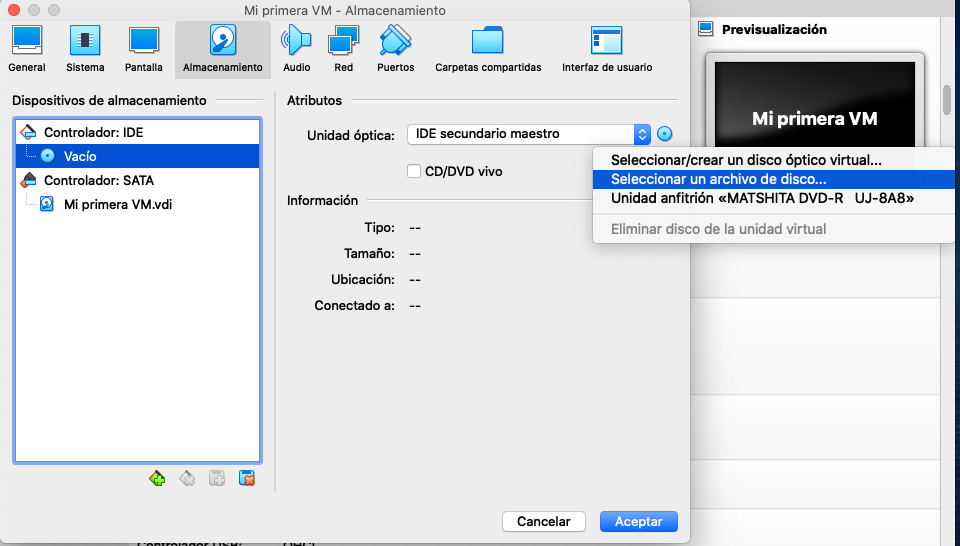 Mi primera VM - Almacenamiento
General
Sistema
Pantalla
Almacenamiento
Audio
Red
Puertos
Carpetas compartidas
Interfaz de usuario
Previsualización
Mi primera VM
Dispositivos de almacenamiento
Controlador: IDE
Vacío
Controlador: SATA
Mi primera VM.vdi
Atributos
Unidad óptica:
IDE secundario maestro
CD/DVD vivo
Seleccionar/crear un disco óptico virtual...
Seleccionar un archivo de disco...
Unidad anfitrión «MATSHITA DVD-R UJ-8A8»
Eliminar disco de la unidad virtual
Información
Tipo: --
Tamaño: --
Ubicación: --
Conectado a: --
Cancelar
Aceptar